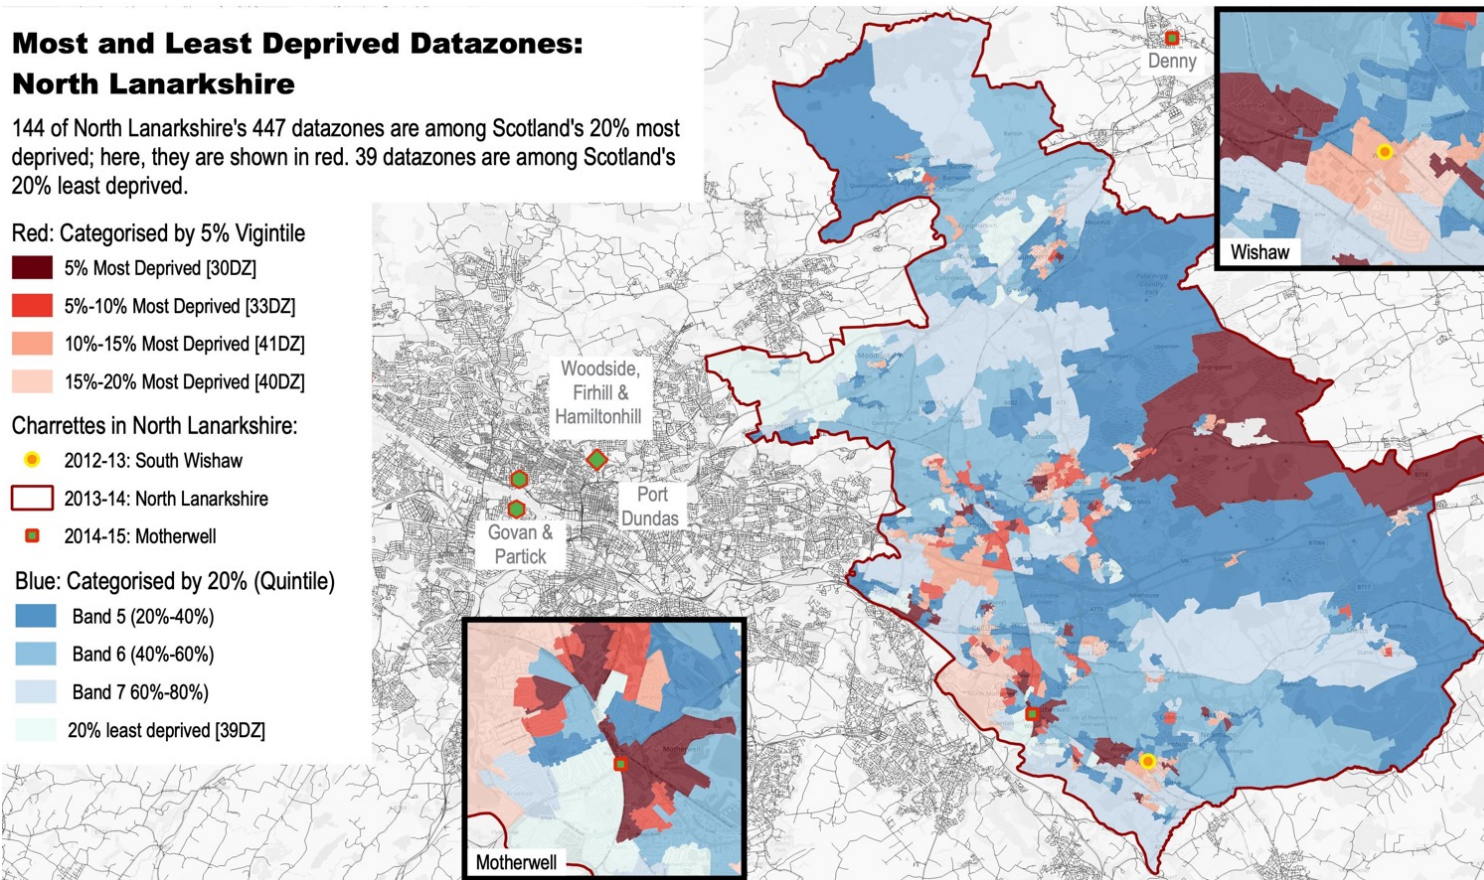 Most and Least Deprived Datazones:
North Lanarkshire
144 of North Lanarkshire's 447 datazones are among Scotland's 20% most
deprived; here, they are shown in red. 39 datazones are among Scotland's
20% least deprived.
Red: Categorised by 5% Vigintile
5% Most Deprived [30DZ]
5%-10% Most Deprived [33DZ]
10%-15% Most Deprived [41DZ]
15%-20% Most Deprived [40DZ]
Charrettes in North Lanarkshire:
2012-13: South Wishaw
2013-14: North Lanarkshire
2014-15: Motherwell
Blue: Categorised by 20% (Quintile)
Band 5 (20%-40%)
Band 6 (40%-60%)
Band 7 60%-80%)
20% least deprived [39DZ]
Woodside,
Firhill &
Hamiltonhill
Port
Dundas
Govan &
Partick
Denny
Wishaw
Motherwell
Motherwell